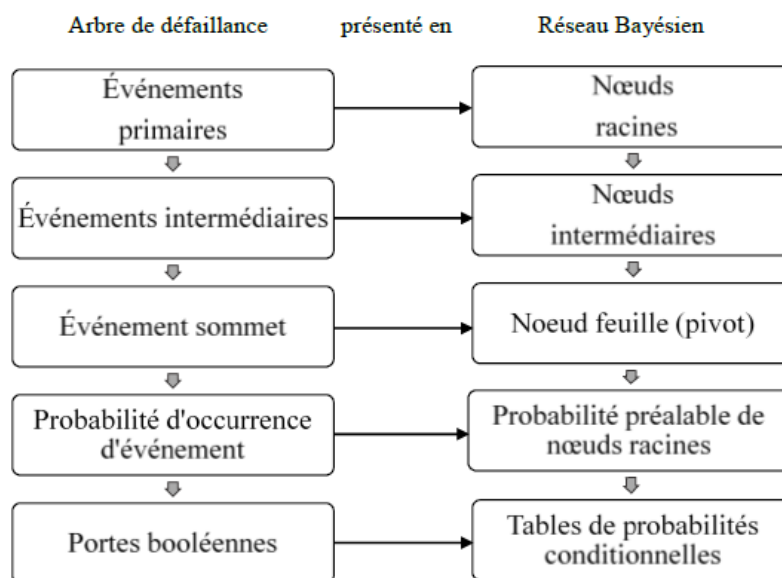 Arbre de défaillance présenté en Réseau Bayésien
Événements
primaires
Nœuds
racines
Événements intermédiaires
Nœuds
intermédiaires
Événement sommet
Noeud feuille (pivot)
Probabilité d'occurrence
d'événement
Probabilité préalable de
nœuds racines
Portes booléennes
Tables de probabilités
conditionnelles